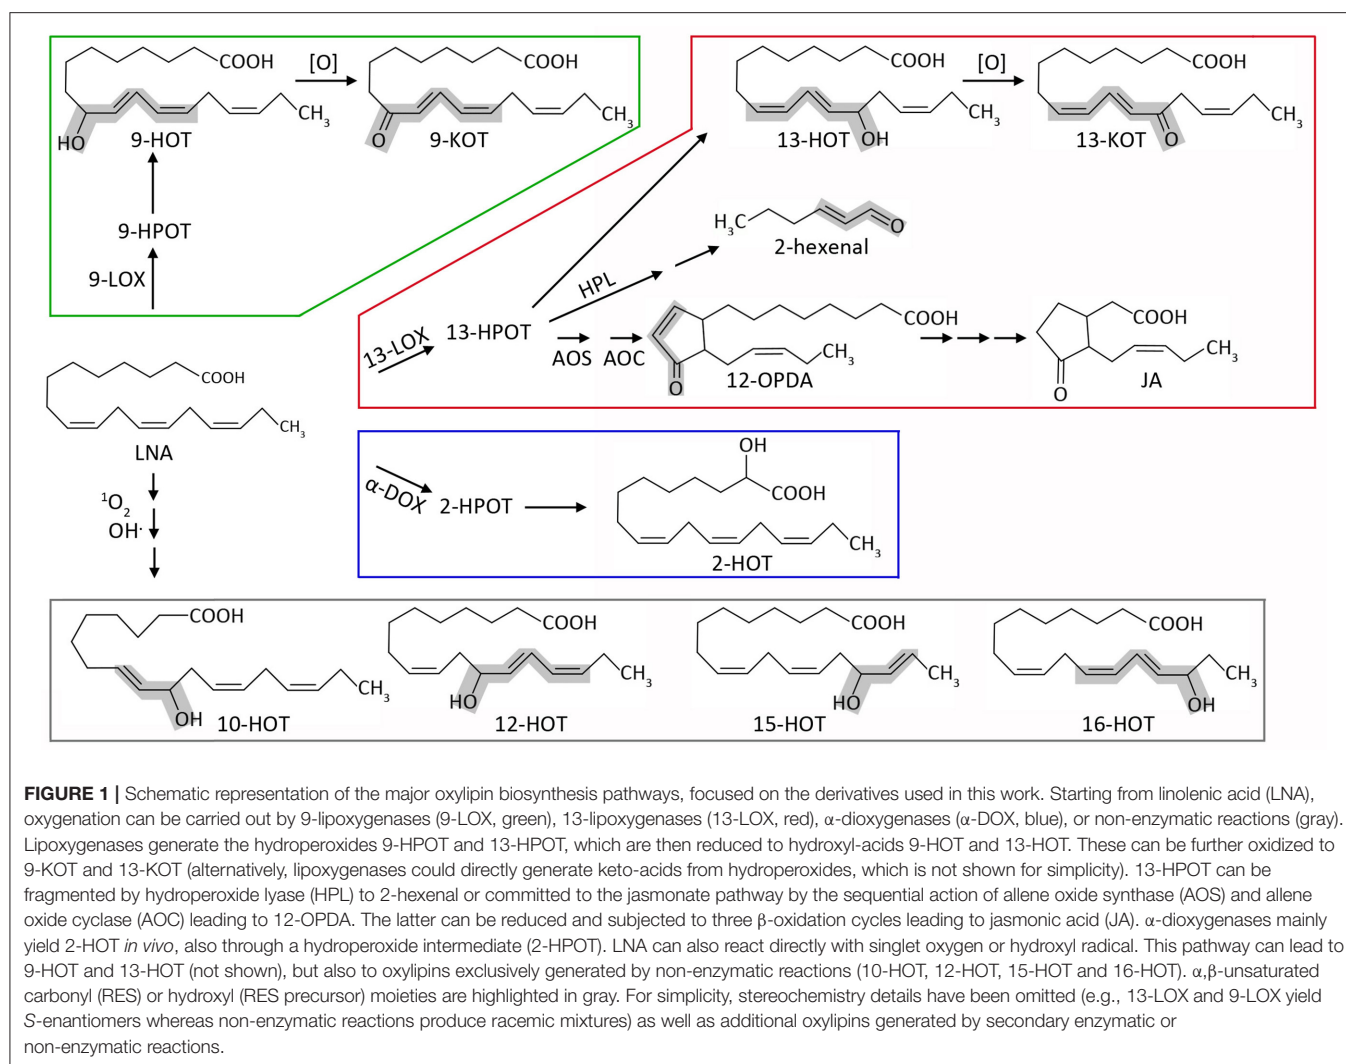 COOH
[O]
COOH
CH3
HO
9-HOT
O
9-KOT
CH3
9-HPOT
9-LOX
COOH
[O]
COOH
CH3
OH
13-HOT
O
13-KOT
CH3
H3C
O
2-hexenal
HPL
13-LOX
13-HPOT
AOS
AOC
COOH
CH3
O
12-OPDA
COOH
CH3
O
JA
COOH
CH3
LNA
1O2
OH·
α-DOX
2-HPOT
OH
COOH
CH3
2-HOT
COOH
CH3
OH
10-HOT
COOH
CH3
HO
12-HOT
COOH
CH3
HO
15-HOT
COOH
CH3
OH
16-HOT
FIGURE 1 | Schematic representation of the major oxylipin biosynthesis pathways, focused on the derivatives used in this work. Starting from linolenic acid (LNA),
oxygenation can be carried out by 9-lipoxygenases (9-LOX, green), 13-lipoxygenases (13-LOX, red), α-dioxygenases (α-DOX, blue), or non-enzymatic reactions (gray).
Lipoxygenases generate the hydroperoxides 9-HPOT and 13-HPOT, which are then reduced to hydroxyl-acids 9-HOT and 13-HOT. These can be further oxidized to
9-KOT and 13-KOT (alternatively, lipoxygenases could directly generate keto-acids from hydroperoxides, which is not shown for simplicity). 13-HPOT can be
fragmented by hydroperoxide lyase (HPL) to 2-hexenal or committed to the jasmonate pathway by the sequential action of allene oxide synthase (AOS) and allene
oxide cyclase (AOC) leading to 12-OPDA. The latter can be reduced and subjected to three β-oxidation cycles leading to jasmonic acid (JA). α-dioxygenases mainly
yield 2-HOT in vivo, also through a hydroperoxide intermediate (2-HPOT). LNA can also react directly with singlet oxygen or hydroxyl radical. This pathway can lead to
9-HOT and 13-HOT (not shown), but also to oxylipins exclusively generated by non-enzymatic reactions (10-HOT, 12-HOT, 15-HOT and 16-HOT). α,β-unsaturated
carbonyl (RES) or hydroxyl (RES precursor) moieties are highlighted in gray. For simplicity, stereochemistry details have been omitted (e.g., 13-LOX and 9-LOX yield
S-enantiomers whereas non-enzymatic reactions produce racemic mixtures) as well as additional oxylipins generated by secondary enzymatic or
non-enzymatic reactions.